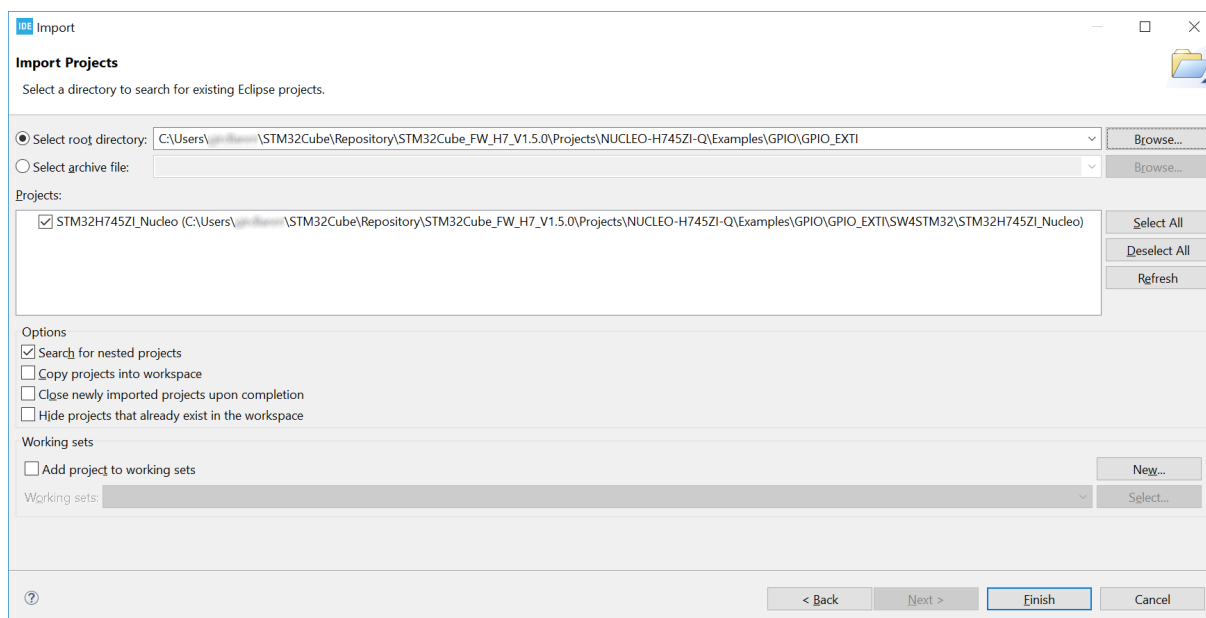 IDE Import
Import Projects
Select a directory to search for existing Eclipse projects.
Select root directory: C:\Users\ \STM32Cube\Repository\STM32Cube_FW_H7_V1.5.0\Projects\NUCLEO-H745ZI-Q\Examples\GPIO\GPIO_EXTI Browse...
Select archive file: Browse...
Projects:
STM32H745ZI_Nucleo (C:\Users\ \STM32Cube\Repository\STM32Cube_FW_H7_V1.5.0\Projects\NUCLEO-H745ZI-Q\Examples\GPIO\GPIO_EXTI\SW4STM32\STM32H745ZI_Nucleo) Select All
Deselect All
Refresh
Options
Search for nested projects
Copy projects into workspace
Close newly imported projects upon completion
Hide projects that already exist in the workspace
Working sets
Add project to working sets New...
Working sets: Select...
? < Back Next > Finish Cancel